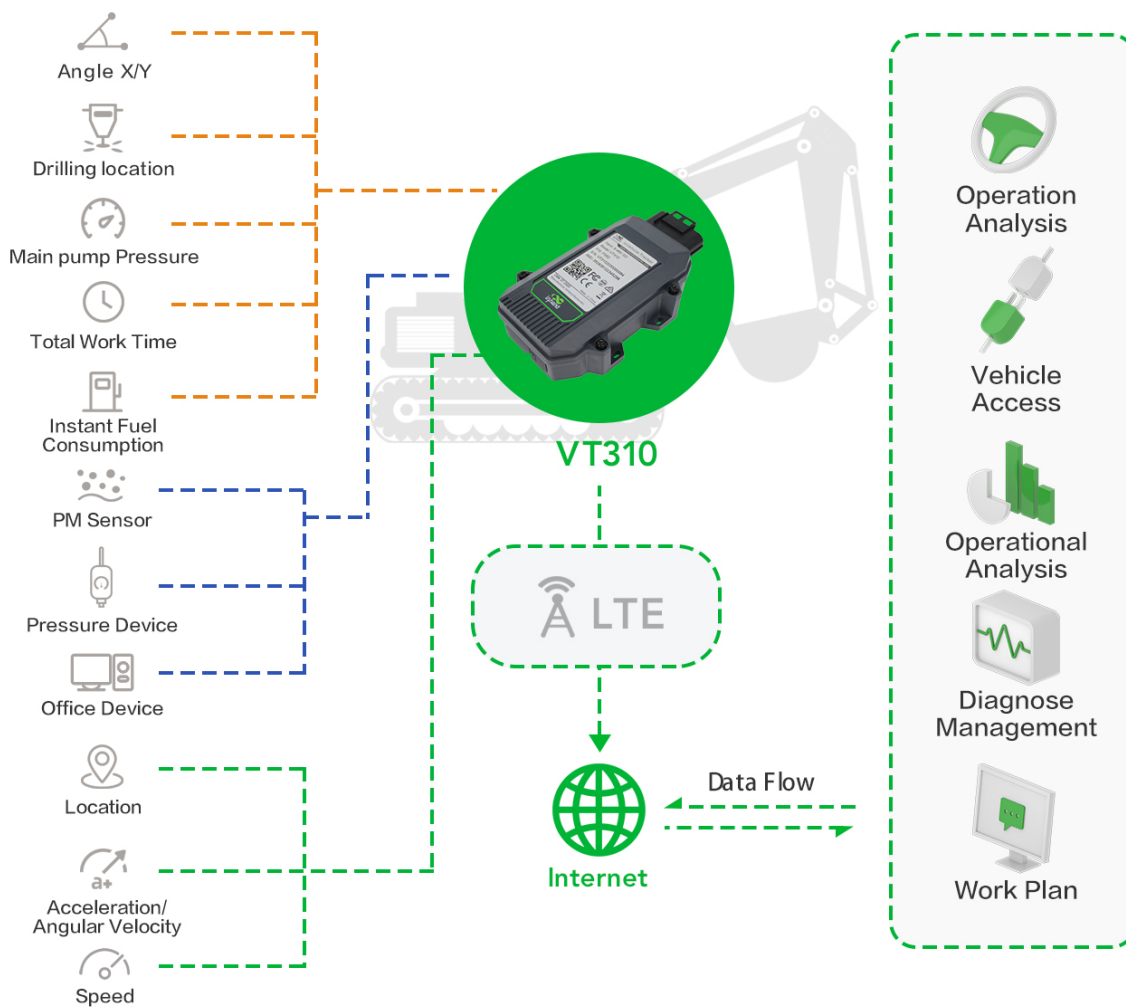 Angle X/Y
Drilling location
Main pump Pressure
Total Work Time
Instant Fuel
Consumption
PM Sensor
Pressure Device
Office Device
Location
a+
Acceleration/
Angular Velocity
Speed
VT310
LTE
Internet
Data Flow
Operation
Analysis
Vehicle
Access
Operational
Analysis
Diagnose
Management
Work Plan